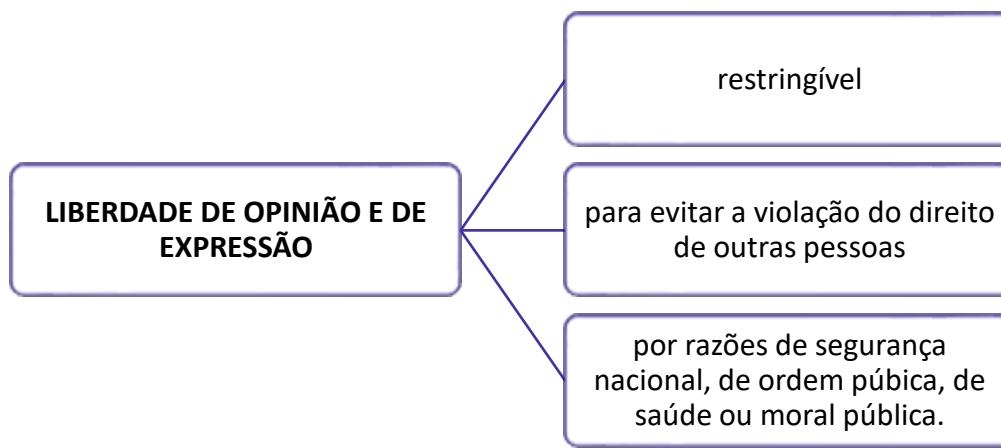 restringível
LIBERDADE DE OPINIÃO E DE
EXPRESSÃO
para evitar a violação do direito
de outras pessoas
por razões de segurança
nacional, de ordem púbica, de
saúde ou moral pública.